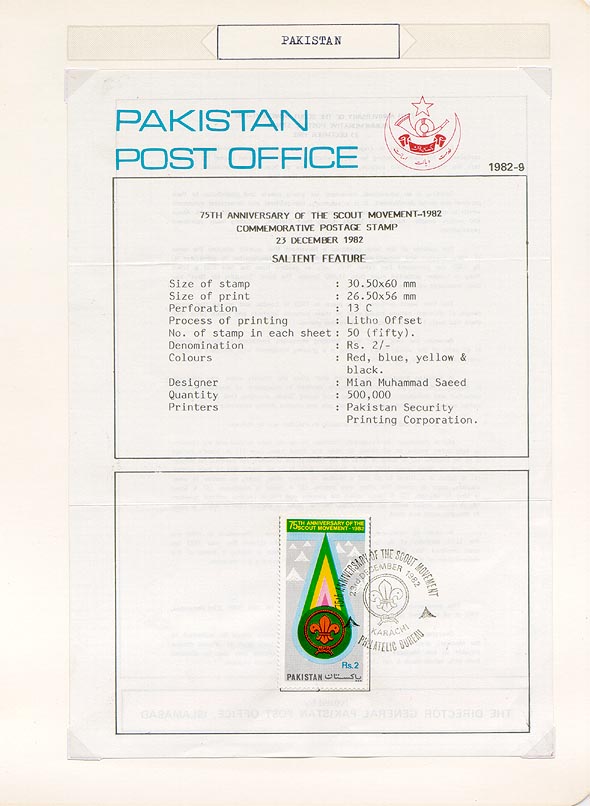 PAKISTAN
PAKISTAN
POST OFFICE
1982-9
75TH ANNIVERSARY OF THE SCOUT MOVEMENT-1982
COMMEMORATIVE POSTAGE STAMP
23 DECEMBER 1982
SALIENT FEATURE
Size of stamp : 30.50x60 mm
Size of print : 26.50x56 mm
Perforation : 13 C
Process of printing : Litho Offset
No. of stamp in each sheet : 50 (fifty).
Denomination : Rs. 2/-
Colours : Red, blue, yellow &
black.
Designer : Mian Muhammad Saeed
Quantity : 500,000
Printers : Pakistan Security
Printing Corporation.
75TH ANNIVERSARY OF THE
SCOUT MOVEMENT - 1982
Rs.2
PAKISTAN پاکستان
75th ANNIVERSARY OF THE SCOUT MOVEMENT
23rd DECEMBER 1982
KARACHI
PHILATELIC BUREAU
THE DIRECTOR GENERAL PAKISTAN POST OFFICE, ISLAMABAD